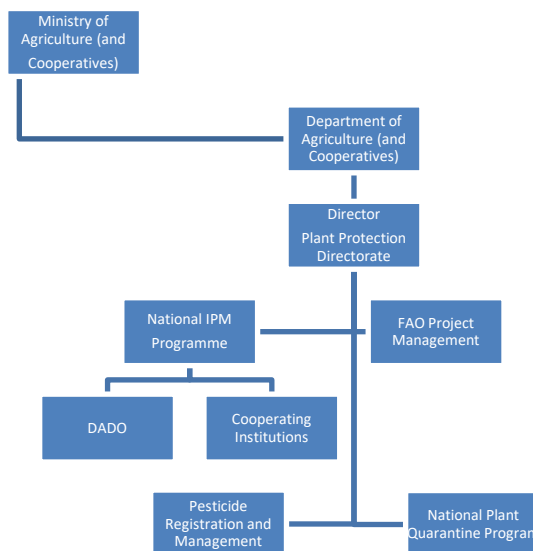 Ministry of
Agriculture (and
Cooperatives)
Department of
Agriculture (and
Cooperatives)
Director
Plant Protection
Directorate
National IPM
Programme
FAO Project
Management
DADO
Cooperating
Institutions
Pesticide
Registration and
Management
National Plant
Quarantine Program